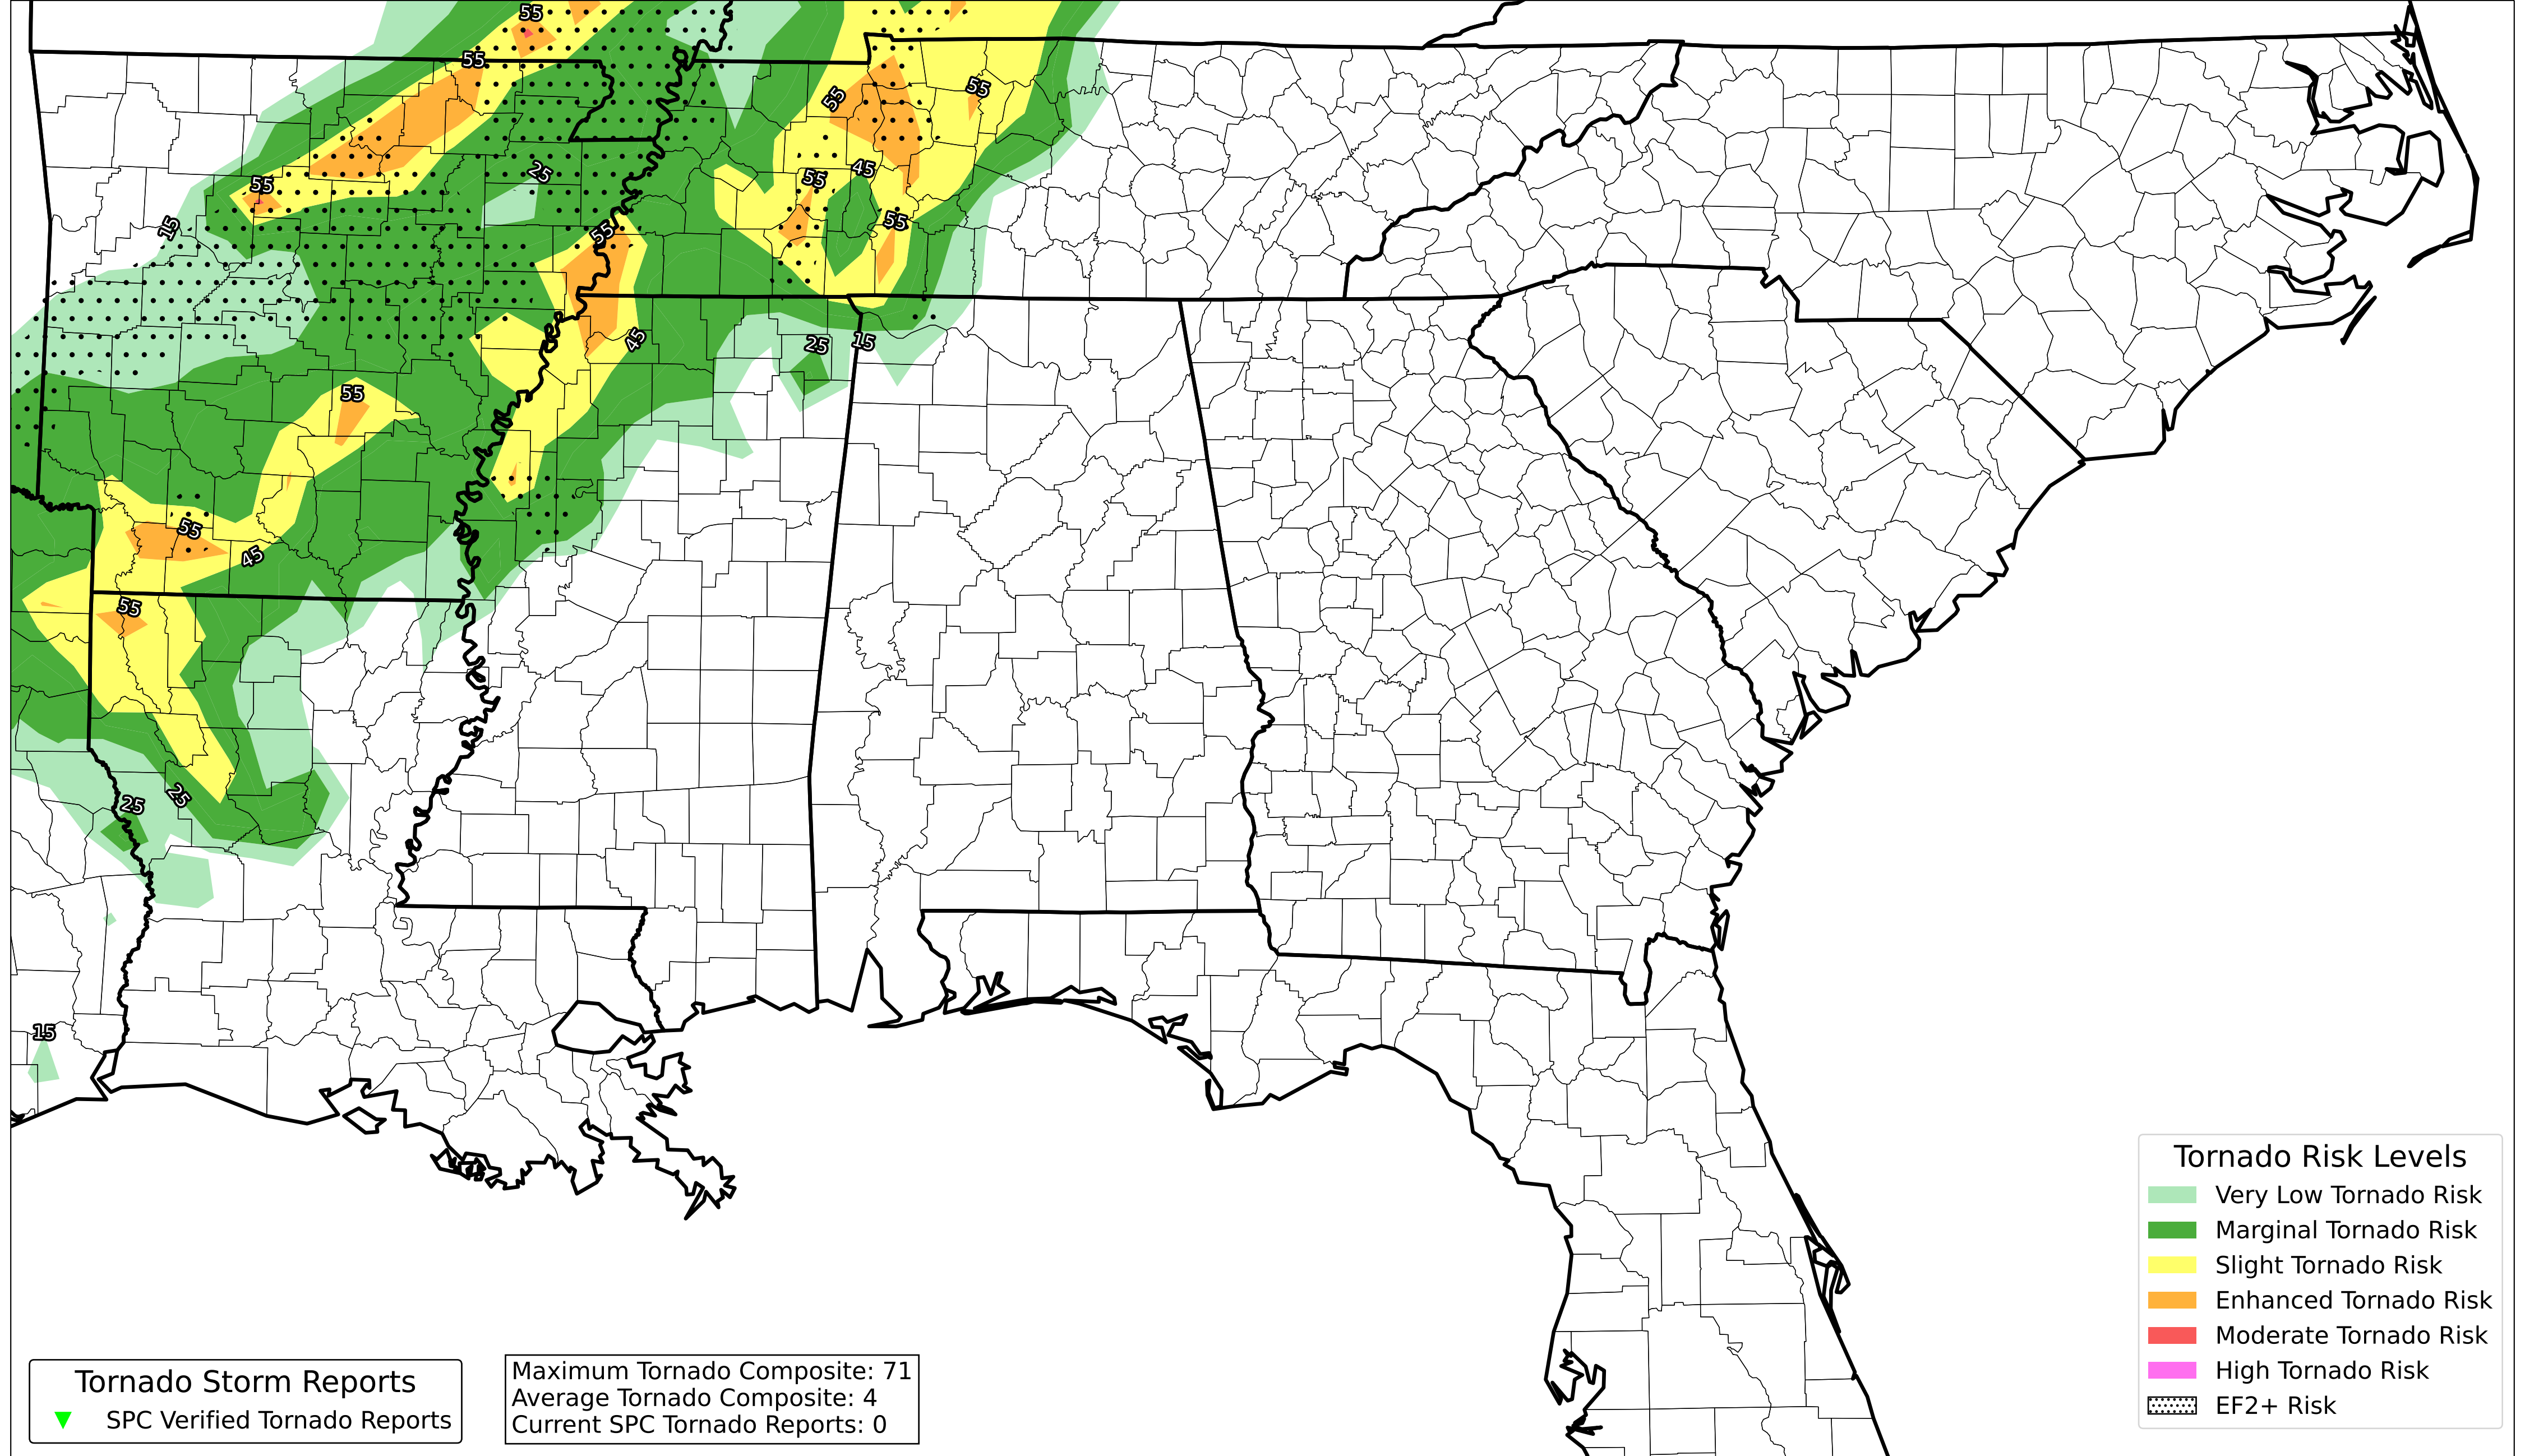 55
55
55
55
45
55
55
25
15
55
55
45
25
15
55
55
45
55
25
25
15
Tornado Risk Levels
Very Low Tornado Risk
Marginal Tornado Risk
Slight Tornado Risk
Enhanced Tornado Risk
Moderate Tornado Risk
High Tornado Risk
EF2+ Risk
Tornado Storm Reports
SPC Verified Tornado Reports
Maximum Tornado Composite: 71
Average Tornado Composite: 4
Current SPC Tornado Reports: 0